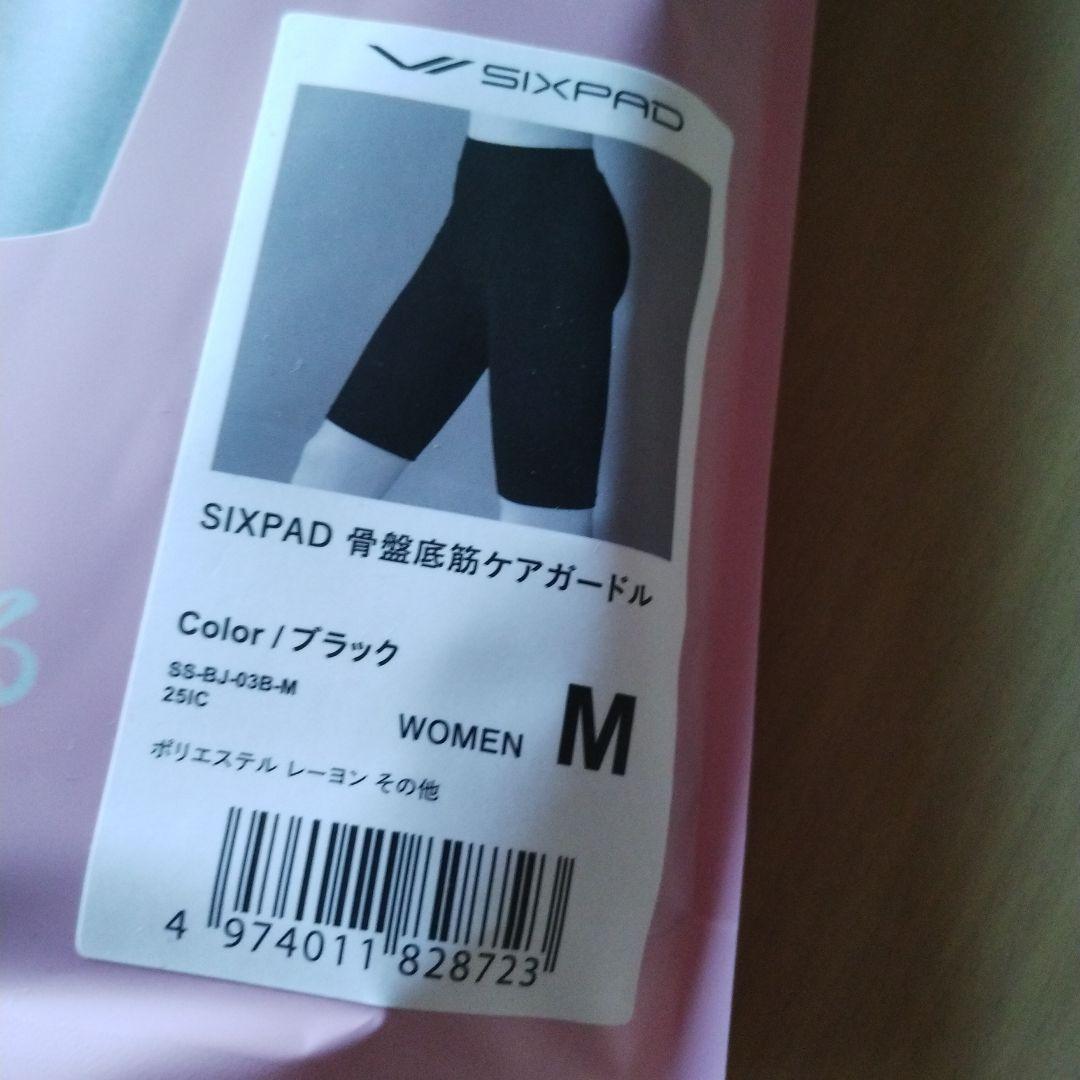 SIXPAD
SIXPAD 骨盤底筋ケアガードル
Color / ブラック
SS-BJ-03B-M
25IC
WOMEN M
ポリエステル レーヨン その他
4 974011 828723
る